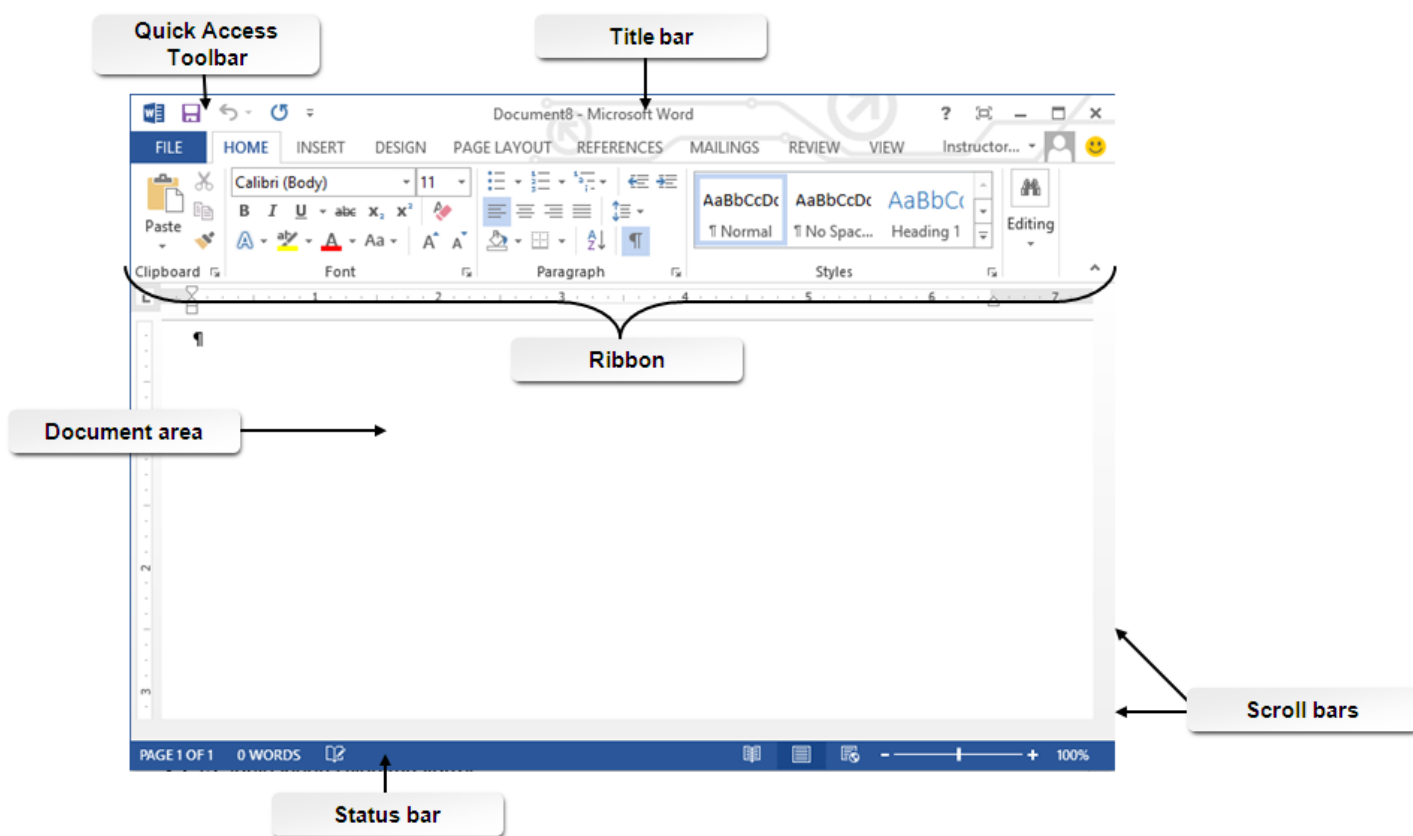 Quick Access
Toolbar
Title bar
Document8 - Microsoft Word
?
FILE HOME INSERT DESIGN PAGE LAYOUT REFERENCES MAILINGS REVIEW VIEW Instructor...
Calibri (Body) 11
Paste
B I U abc x₂ x²
A aby A Aa A A
A Z ¶
AaBbCcDc AaBbCcDc AaBbCc
¶ Normal ¶ No Spac... Heading 1
Editing
Clipboard Font Paragraph Styles
L 1 2 3 4 5 6 7
¶
Ribbon
Document area
2
3
Scroll bars
PAGE 1 OF 1 0 WORDS 100%
Status bar